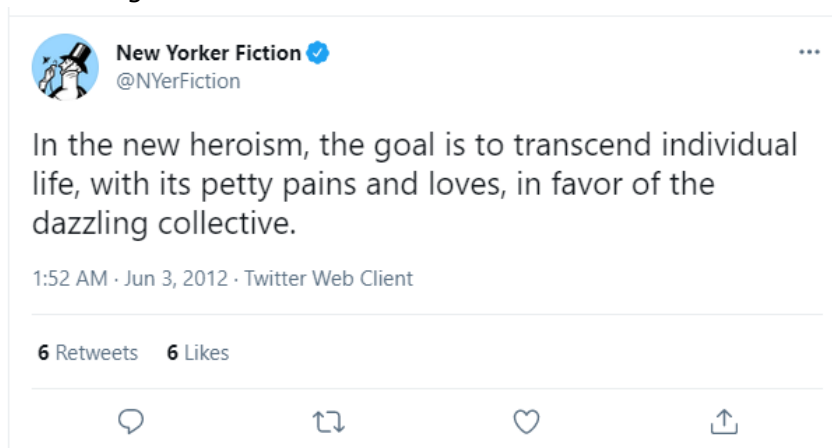 New Yorker Fiction
@NYerFiction
In the new heroism, the goal is to transcend individual
life, with its petty pains and loves, in favor of the
dazzling collective.
1:52 AM · Jun 3, 2012 · Twitter Web Client
6 Retweets 6 Likes